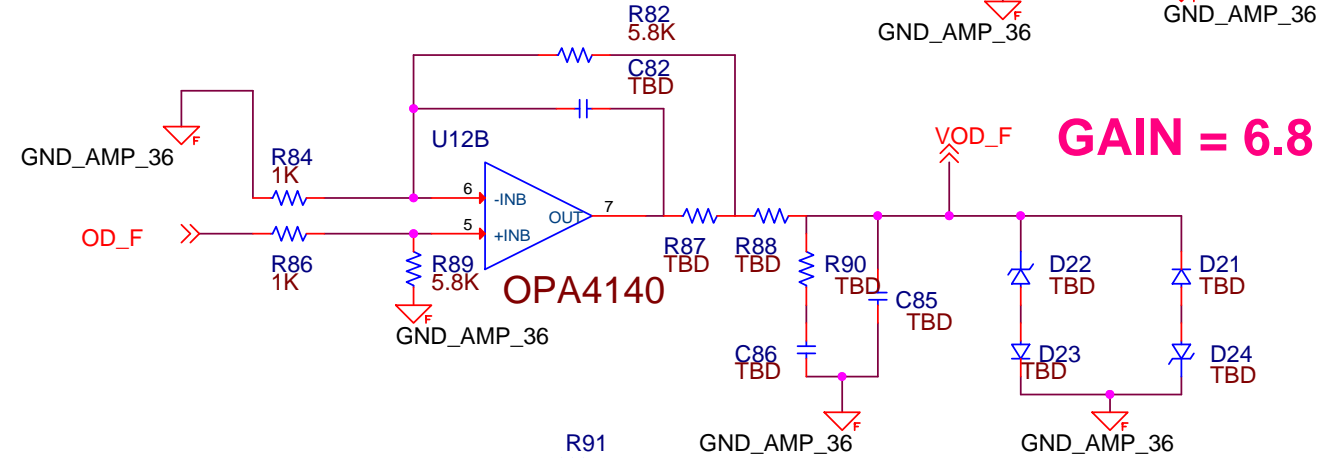 R82
5.8K
GND_AMP_36
GND_AMP_36
F
F
C82
TBD
U12B
VOD_F
GAIN = 6.8
GND_AMP_36
F
R84
1K
6
-INB
OUT
7
5
+INB
OD_F
R86
1K
R89
5.8K
OPA4140
R87
TBD
R88
TBD
R90
TBD
C85
TBD
D22
TBD
D21
TBD
GND_AMP_36
F
C86
TBD
D23
TBD
D24
TBD
R91
GND_AMP_36
F
GND_AMP_36
F